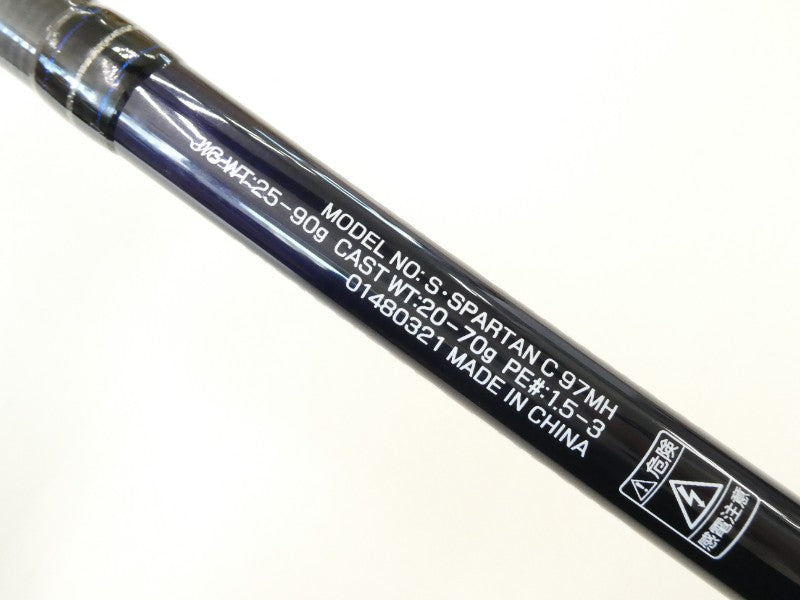 MODEL NO: S・SPARTAN C 97MH
JIG WT:25-90g CAST WT:20-70g PE#:1.5-3
01480321 MADE IN CHINA
⚠危険
感電注意